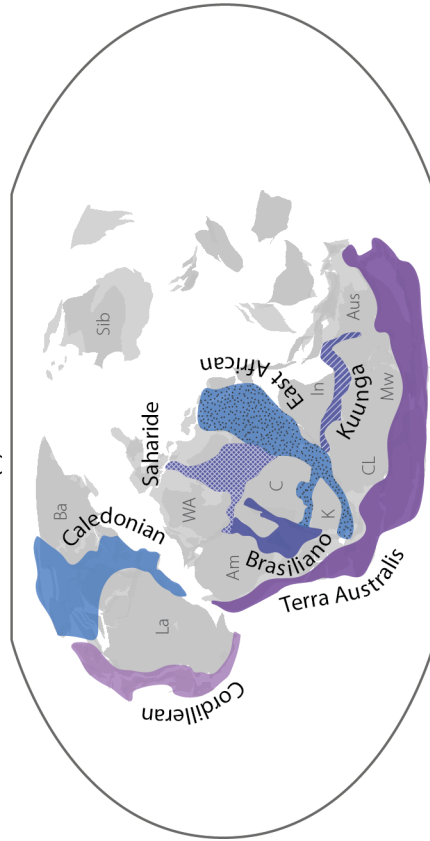 Sib
Aus
East African
In
Kuunga
Mw
Saharide
Ba
Caledonian
WA
C
CL
K
Am
Brasiliano
Terra Australis
La
Cordilleran